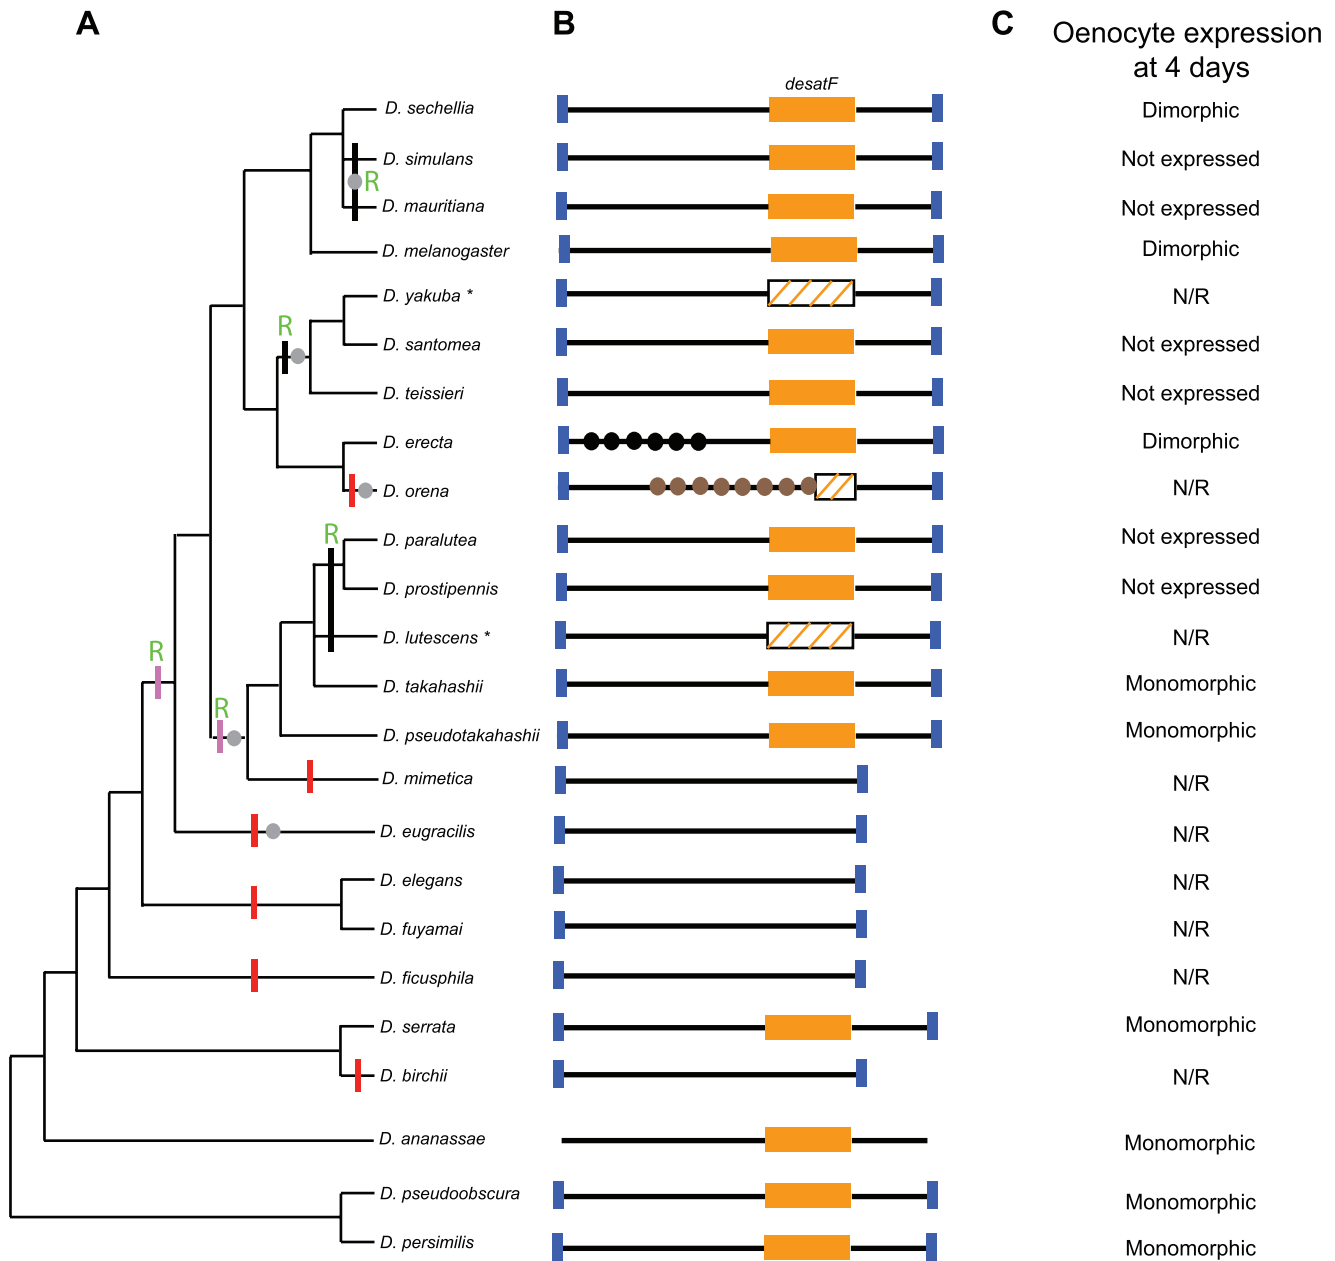 A
B
C
Oenocyte expression
at 4 days
desatF
D. sechellia
Dimorphic
D. simulans
Not expressed
R
D. mauritiana
Not expressed
D. melanogaster
Dimorphic
D. yakuba *
N/R
R
D. santomea
Not expressed
D. teissieri
Not expressed
D. erecta
Dimorphic
D. orena
N/R
R
D. paralutea
Not expressed
D. prostipennis
Not expressed
D. lutescens *
N/R
R
D. takahashii
Monomorphic
R
D. pseudotakahashii
Monomorphic
D. mimetica
N/R
D. eugracilis
N/R
D. elegans
N/R
D. fuyamai
N/R
D. ficusphila
N/R
D. serrata
Monomorphic
D. birchii
N/R
D. ananassae
Monomorphic
D. pseudoobscura
Monomorphic
D. persimilis
Monomorphic